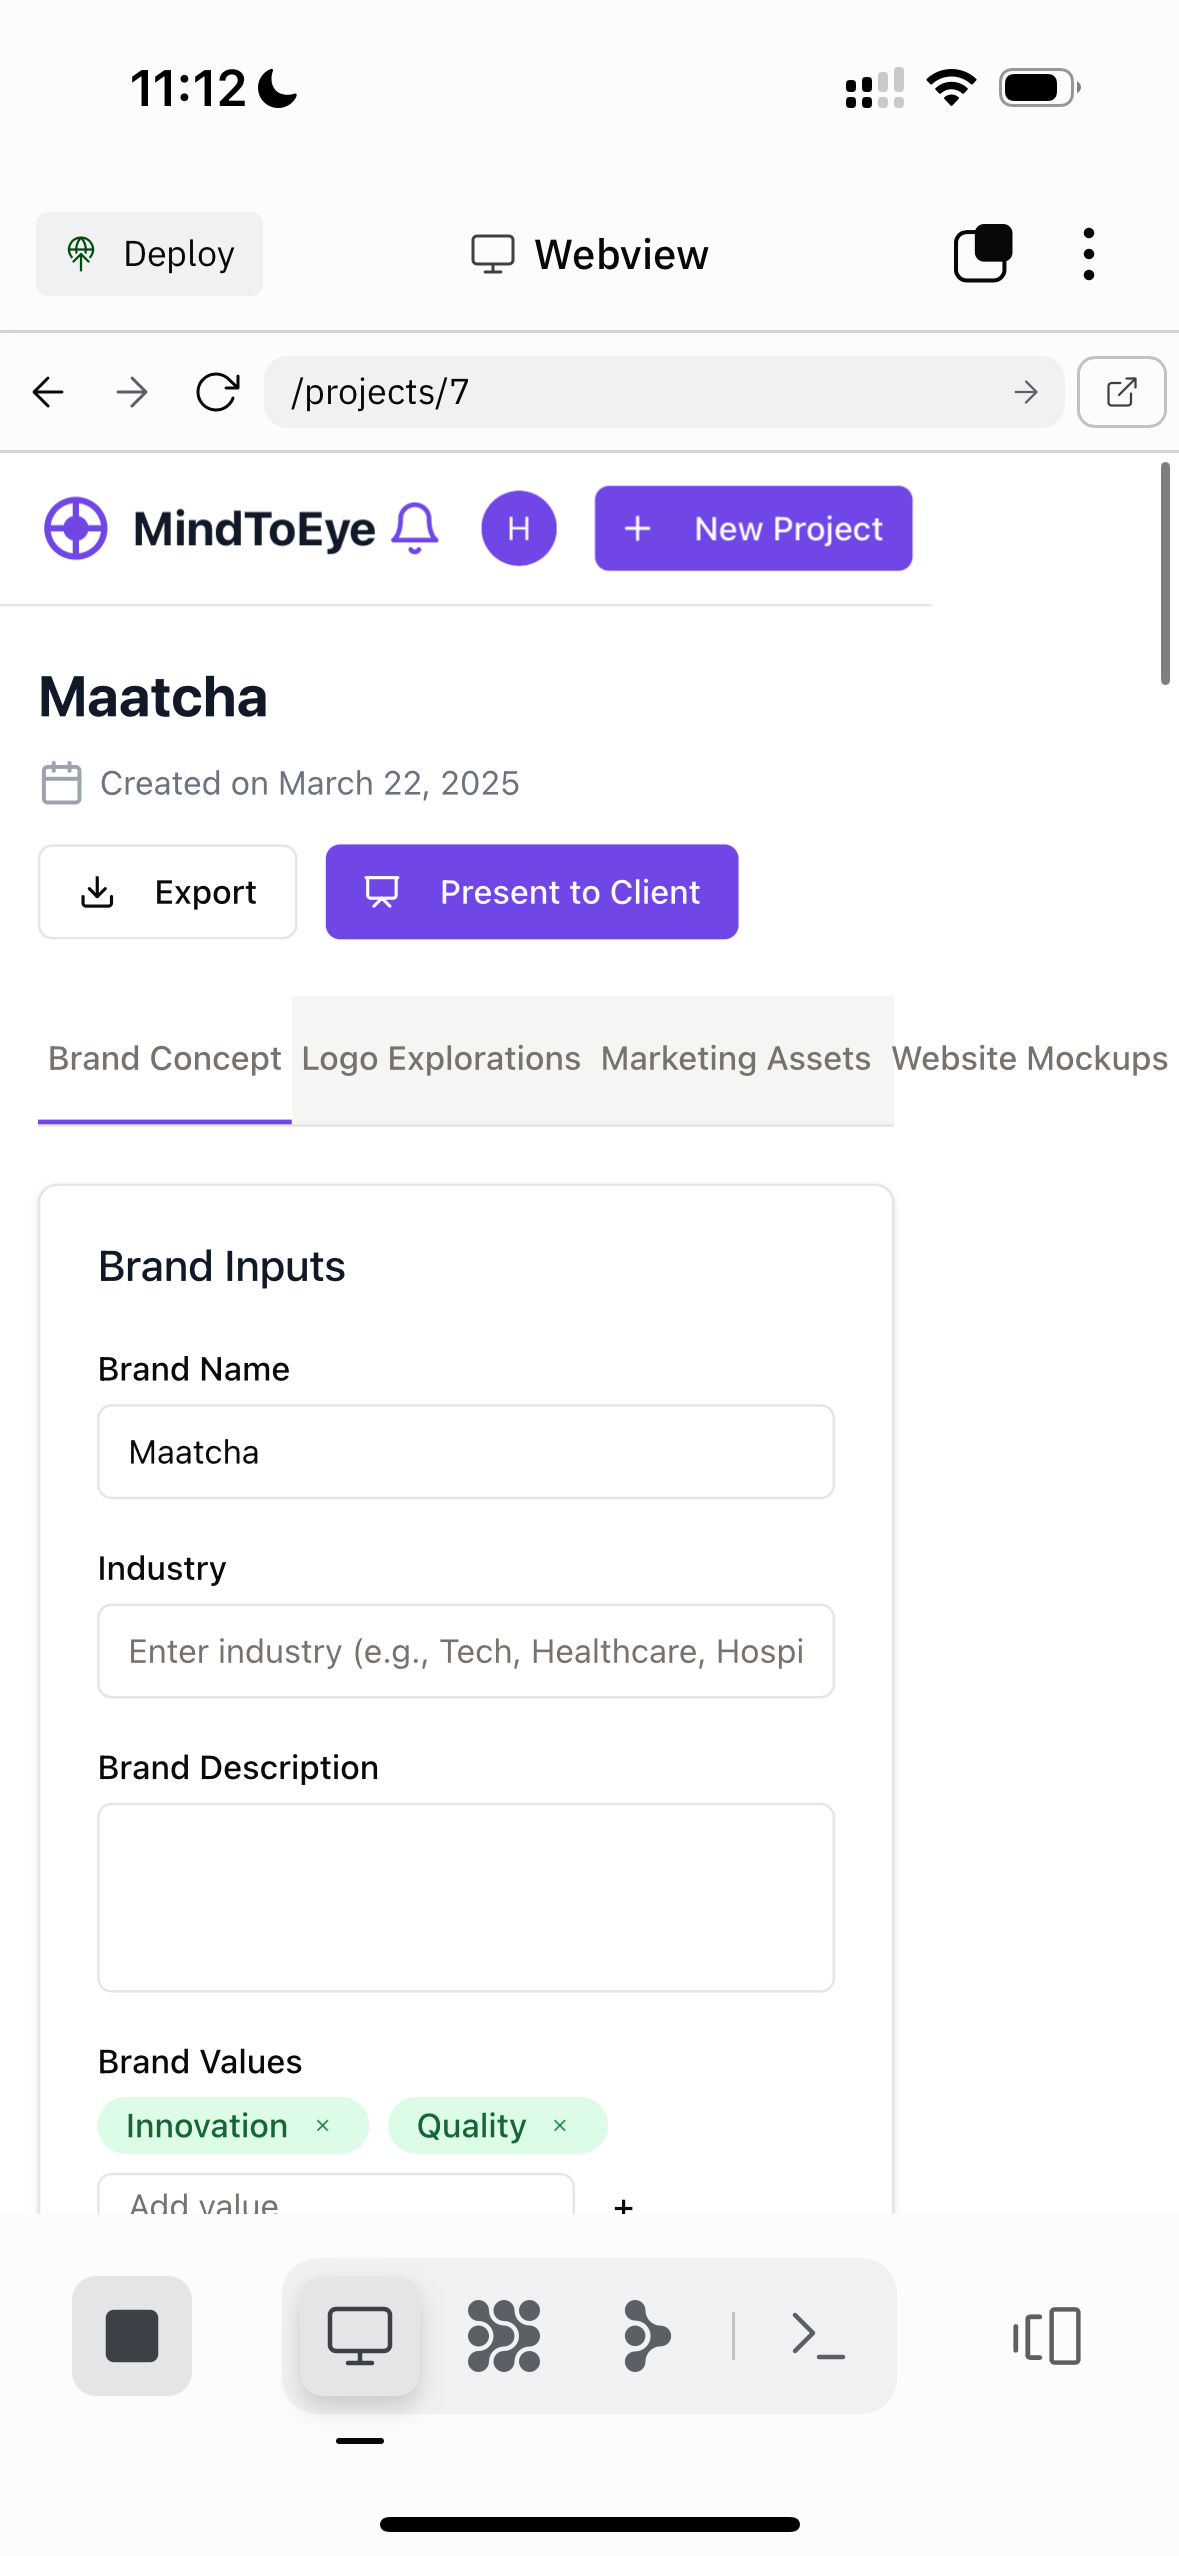 11:12
Deploy
Webview
/projects/7
MindToEye
H
+ New Project
Maatcha
Created on March 22, 2025
Export
Present to Client
Brand Concept Logo Explorations Marketing Assets Website Mockups
Brand Inputs
Brand Name
Maatcha
Industry
Enter industry (e.g., Tech, Healthcare, Hospi
Brand Description
Brand Values
Innovation × Quality ×
Add value +